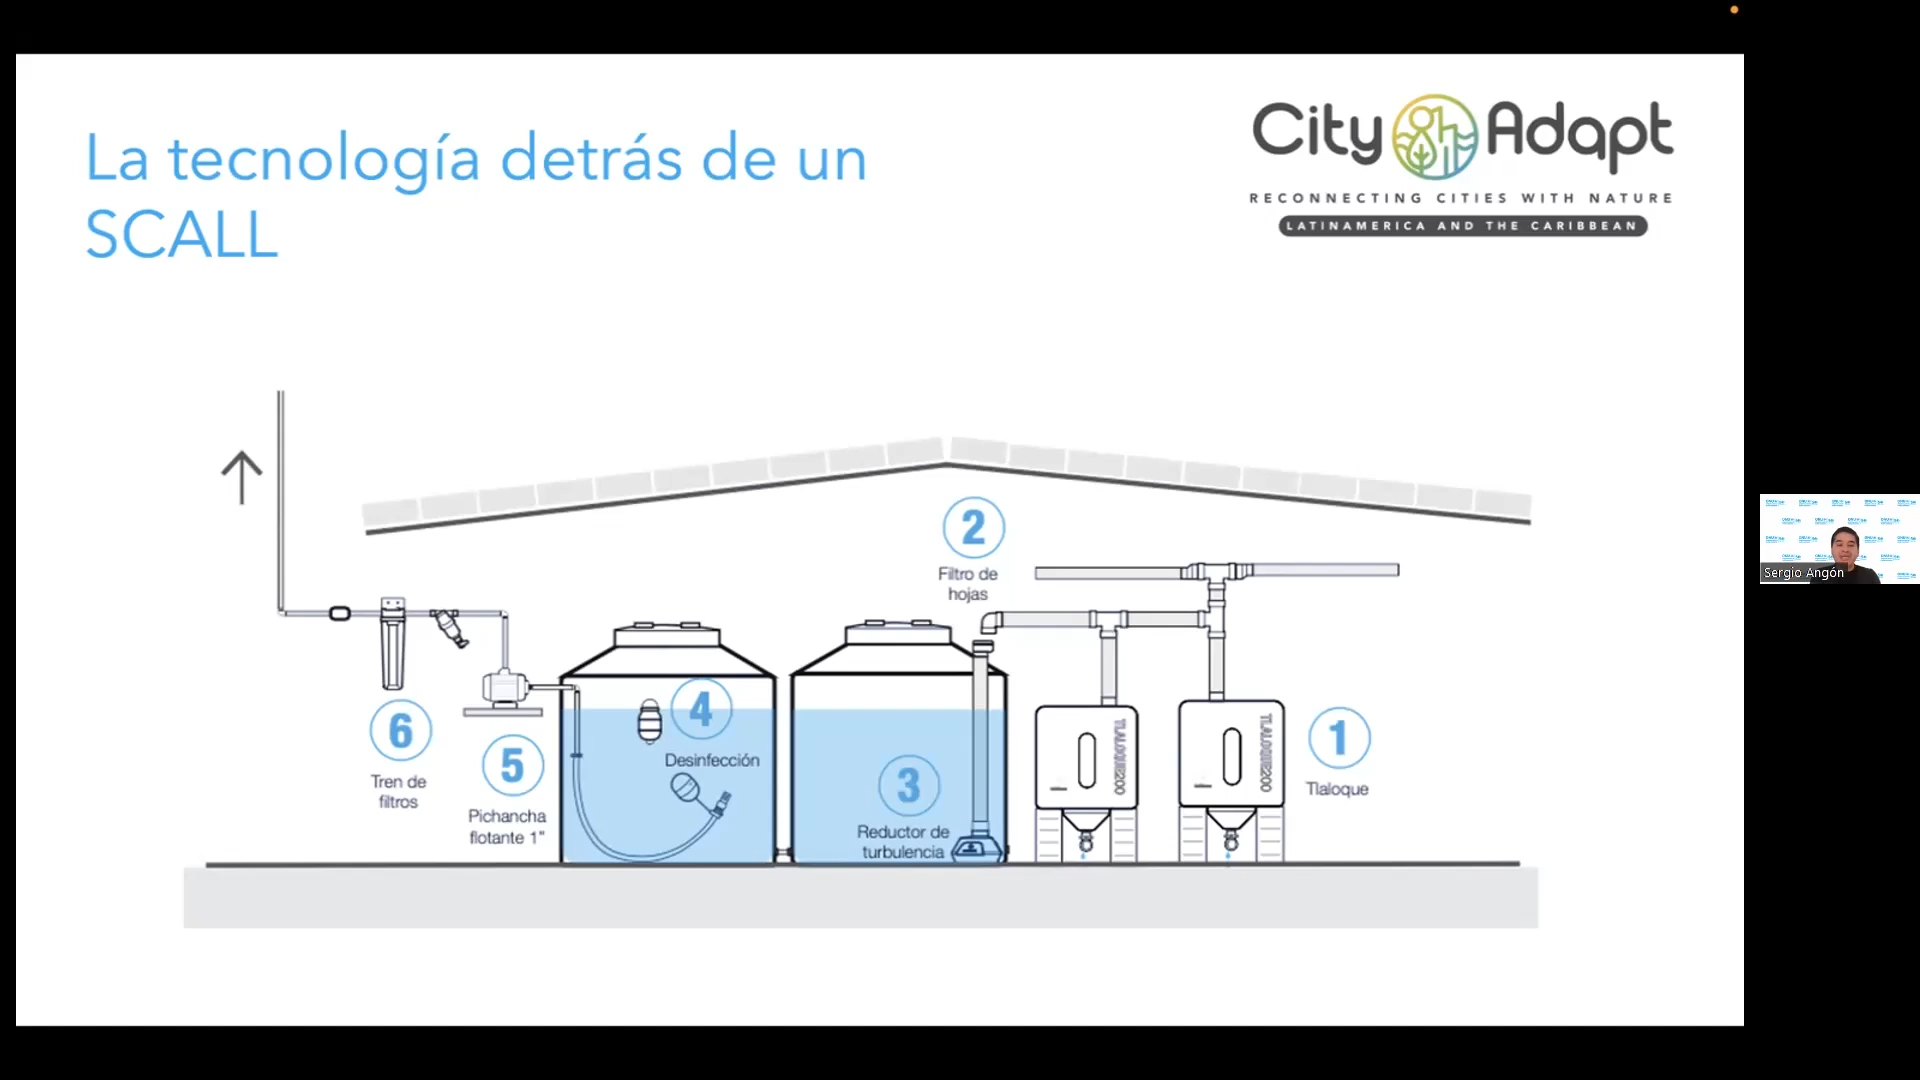 La tecnología detrás de un
SCALL
City Adapt
RECONNECTING CITIES WITH NATURE
LATINAMERICA AND THE CARIBBEAN
2
Filtro de
hojas
4
Desinfección
6
Tren de
filtros
5
Pichancha
flotante 1"
3
Reductor de
turbulencia
TLALOQUE200
TLALOQUE200
1
Tlaloque
Sergio Angón